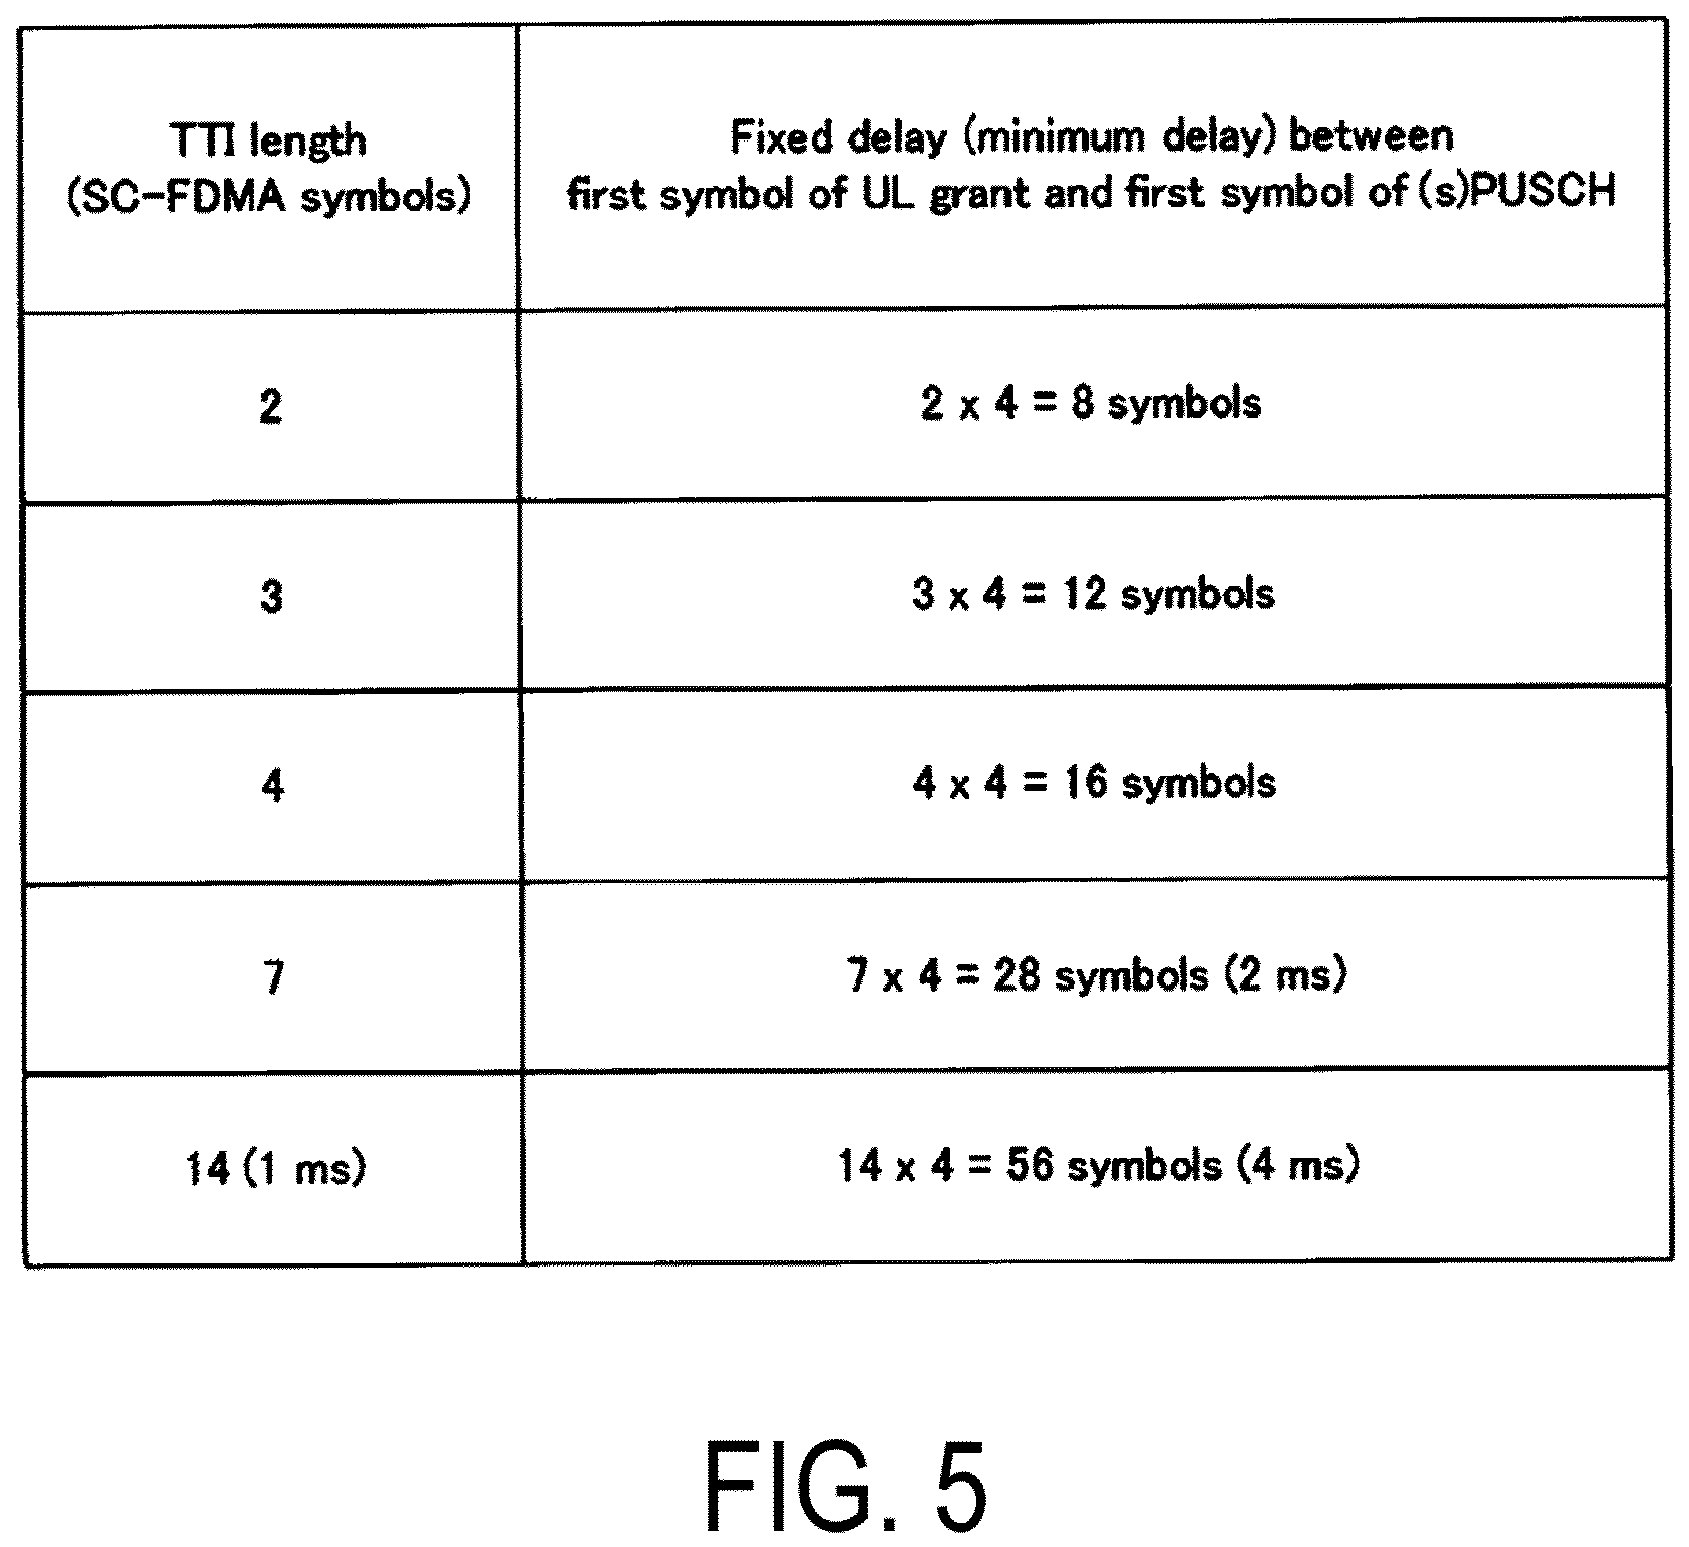 TTI length
(SC-FDMA symbols)
Fixed delay (minimum delay) between
first symbol of UL grant and first symbol of (s)PUSCH
2
2 x 4 = 8 symbols
3
3 x 4 = 12 symbols
4
4 x 4 = 16 symbols
7
7 x 4 = 28 symbols (2 ms)
14 (1 ms)
14 x 4 = 56 symbols (4 ms)
FIG. 5